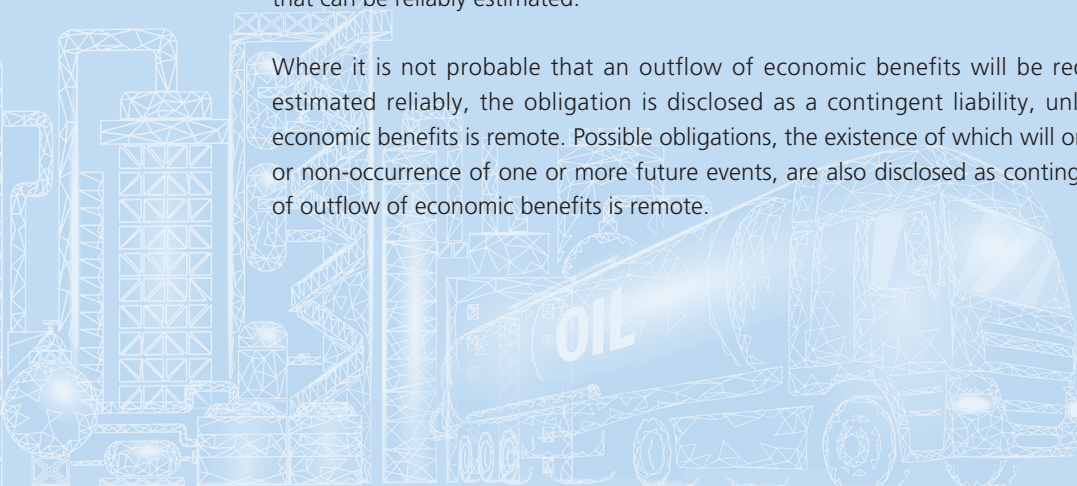 that can be reliably estimated.
Where it is not probable that an outflow of economic benefits will be
estimated reliably, the obligation is disclosed as a contingent liability,
economic benefits is remote. Possible obligations, the existence of which will
or non-occurrence of one or more future events, are also disclosed as
of outflow of economic benefits is remote.
OIL